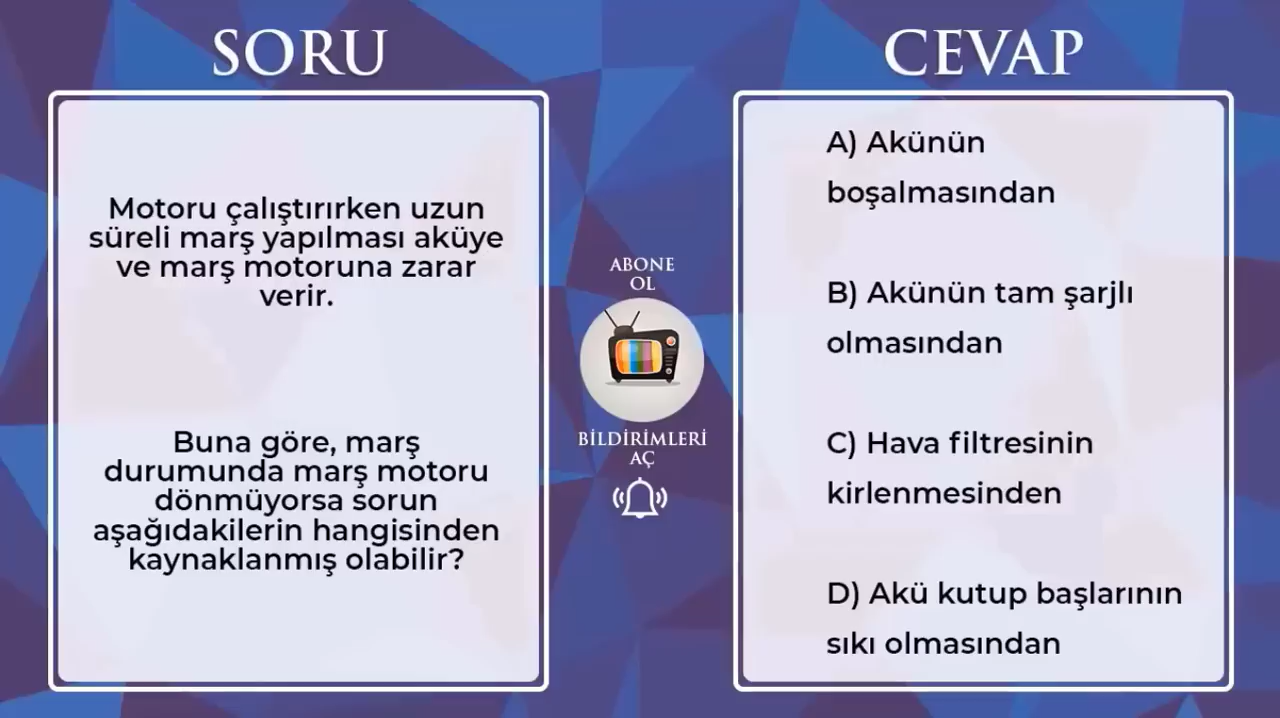 SORU
Motoru çalıştırırken uzun
süreli marş yapılması aküye
ve marş motoruna zarar
verir.
Buna göre, marş
durumunda marş motoru
dönmüyorsa sorun
aşağıdakilerin hangisinden
kaynaklanmış olabilir?
ABONE
OL
BİLDİRİMLERİ
AÇ
CEVAP
A) Akünün
boşalmasından
B) Akünün tam şarjlı
olmasından
C) Hava filtresinin
kirlenmesinden
D) Akü kutup başlarının
sıkı olmasından